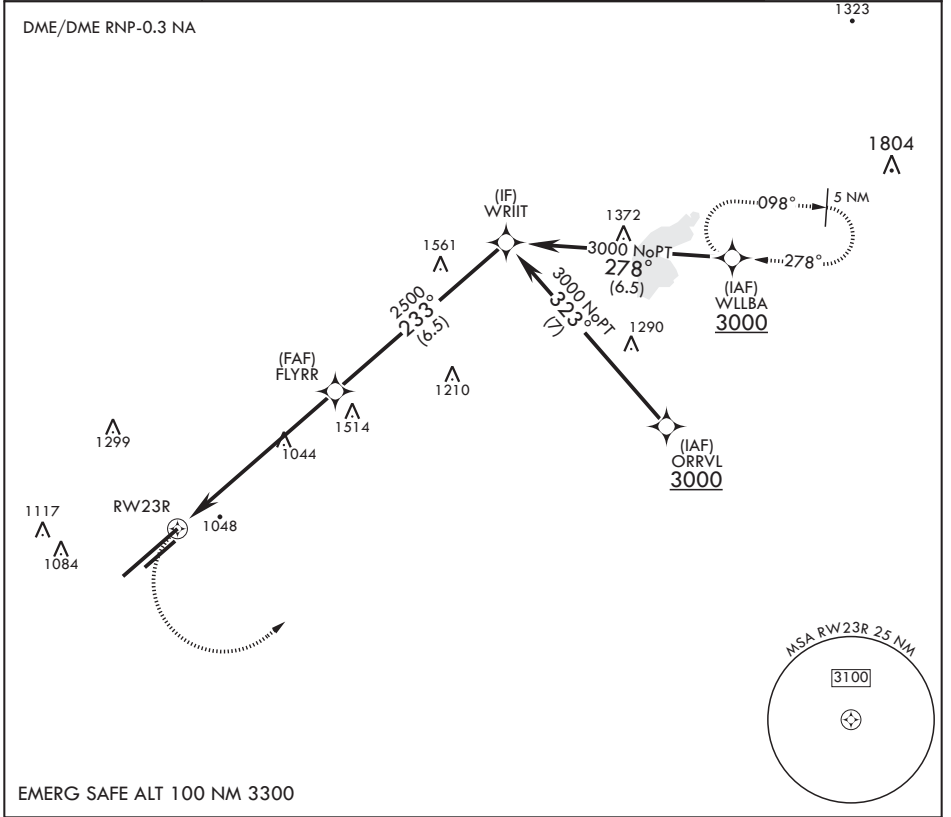 DME/DME RNP-0.3 NA
1323
1804
(IF)
WRIIT
1372
098°
5 NM
278°
1561
3000 NoPT
278°
(6.5)
(IAF)
WLLBA
3000
3000 NoPT
323°
(7)
2500
233°
(6.5)
1290
(FAF)
FLYRR
1210
1514
1299
1044
(IAF)
ORRVL
3000
RW23R
1048
1117
1084
MSA RW23R 25 NM
3100
EMERG SAFE ALT 100 NM 3300